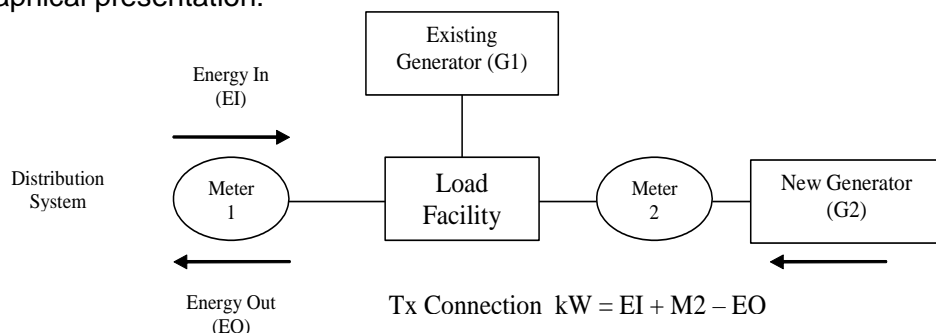 Existing
Generator (G1)
Energy In
(EI)
Distribution
System
Meter
1
Load
Facility
Meter
2
New Generator
(G2)
Energy Out
(EO)
Tx Connection kW = EI + M2 – EO